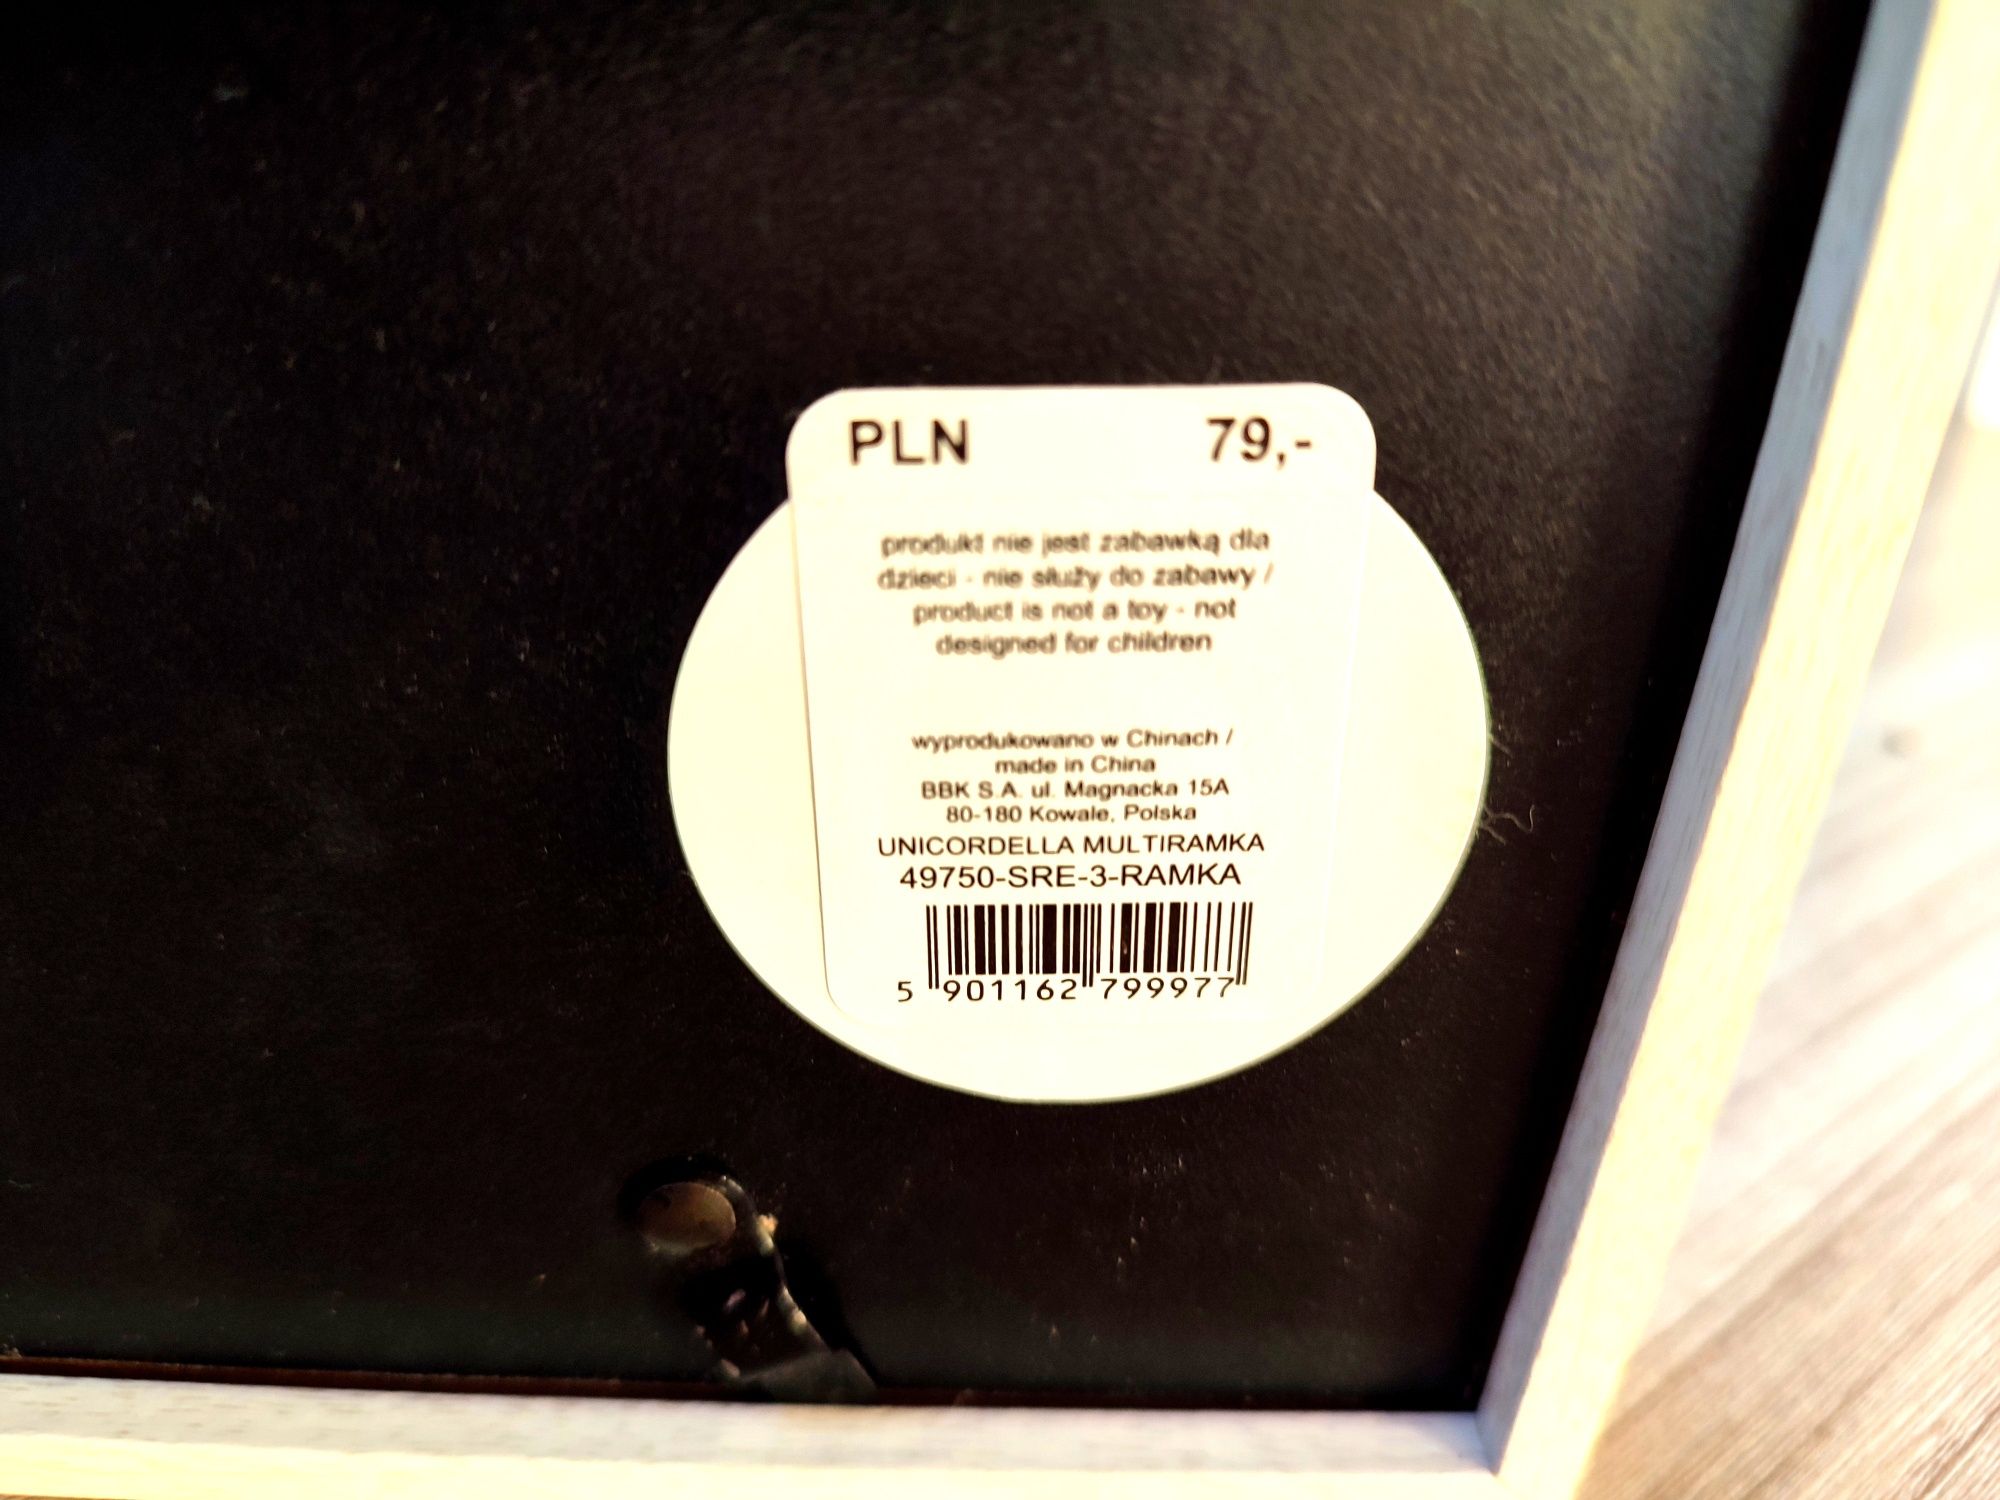 PLN 79,-
produkt nie jest zabawką dla
dzieci - nie służy do zabawy /
product is not a toy - not
designed for children
wyprodukowano w Chinach /
made in China
BBK S.A. ul. Magnacka 15A
80-180 Kowale, Polska
UNICORDELLA MULTIRAMKA
49750-SRE-3-RAMKA
5 901162 799977